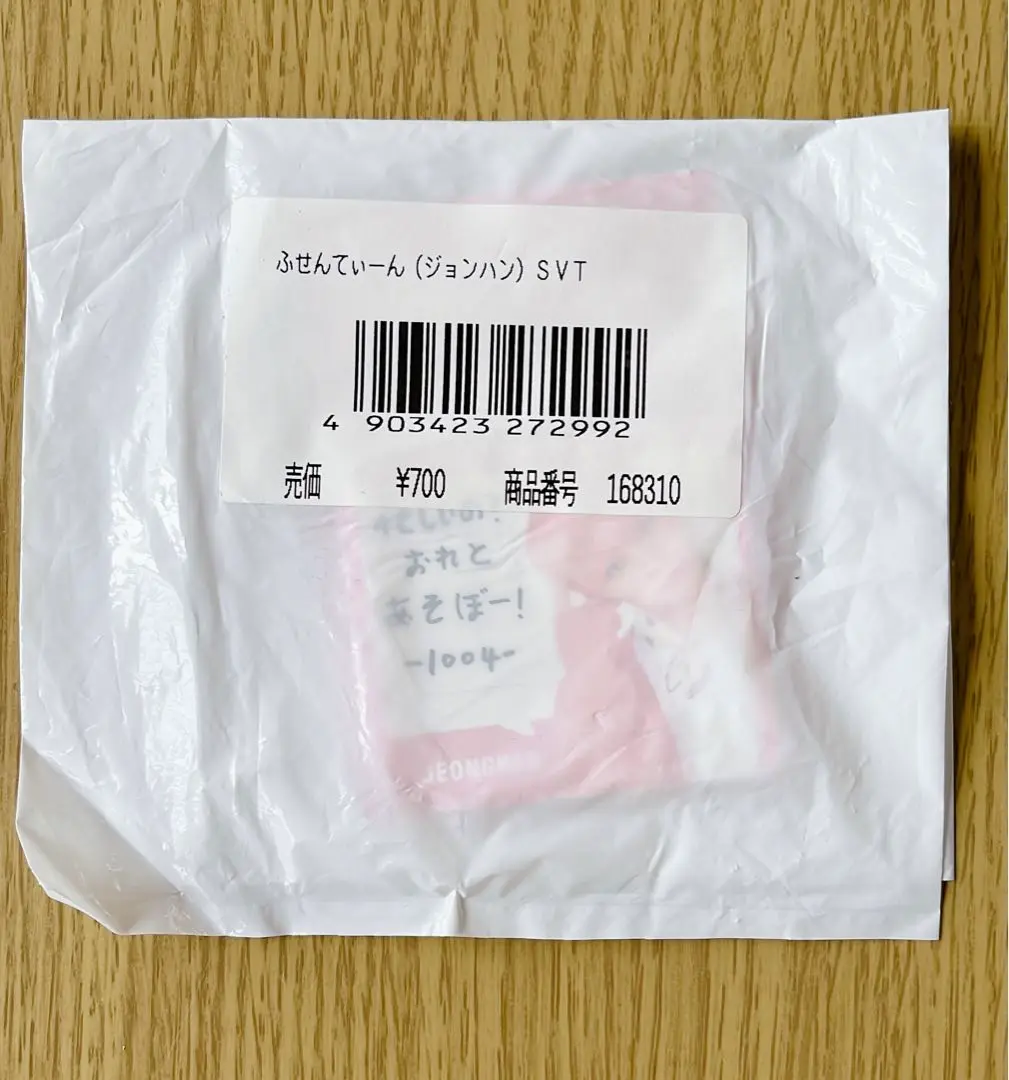 ふせんてぃーん（ジョンハン）ＳＶＴ
4 903423 272992
売価 ¥700 商品番号 168310
おれと
あそぼー!
-1004-